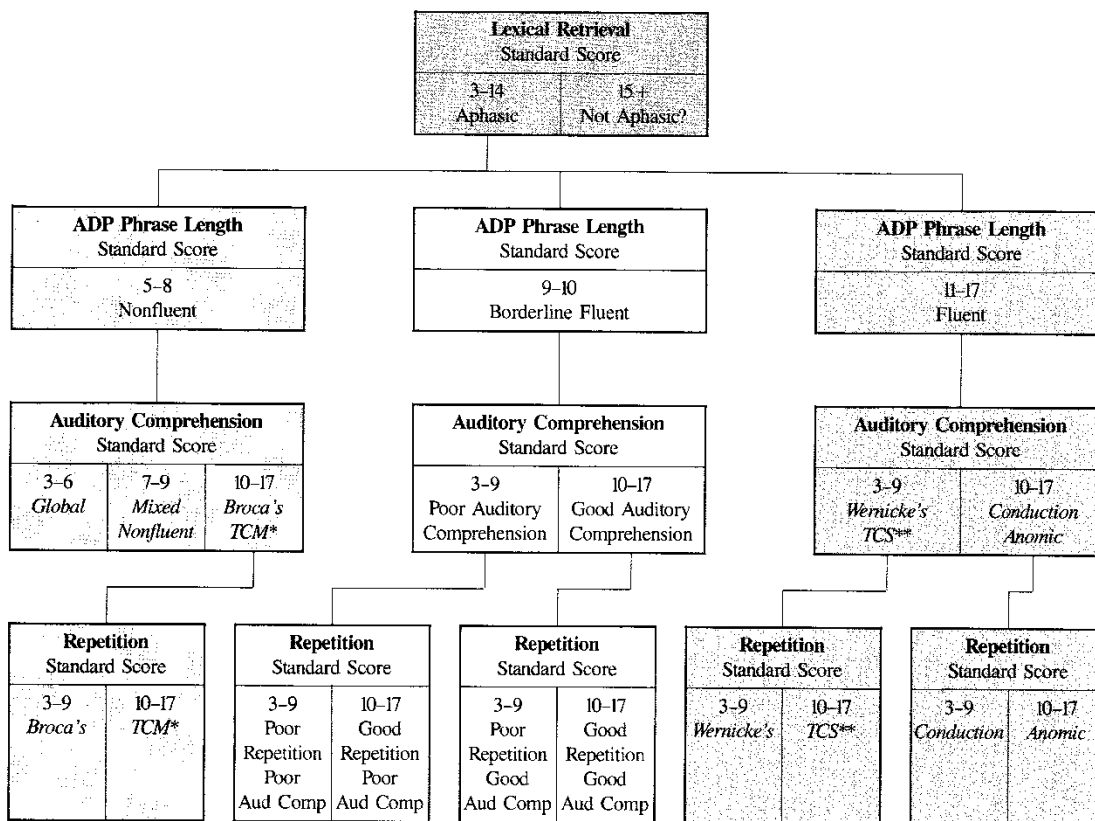 Lexical Retrieval
Standard Score
3–14
Aphasic
15 +
Not Aphasic?
ADP Phrase Length
Standard Score
5–8
Nonfluent
ADP Phrase Length
Standard Score
9–10
Borderline Fluent
ADP Phrase Length
Standard Score
11–17
Fluent
Auditory Comprehension
Standard Score
3–6
Global
7–9
Mixed
Nonfluent
10–17
Broca's
TCM*
Auditory Comprehension
Standard Score
3–9
Poor Auditory
Comprehension
10–17
Good Auditory
Comprehension
Auditory Comprehension
Standard Score
3–9
Wernicke's
TCS**
10–17
Conduction
Anomic
Repetition
Standard Score
3–9
Broca's
10–17
TCM*
Repetition
Standard Score
3–9
Poor
Repetition
Poor
Aud Comp
10–17
Good
Repetition
Poor
Aud Comp
Repetition
Standard Score
3–9
Poor
Repetition
Good
Aud Comp
10–17
Good
Repetition
Good
Aud Comp
Repetition
Standard Score
3–9
Wernicke's
10–17
TCS**
Repetition
Standard Score
3–9
Conduction
10–17
Anomic